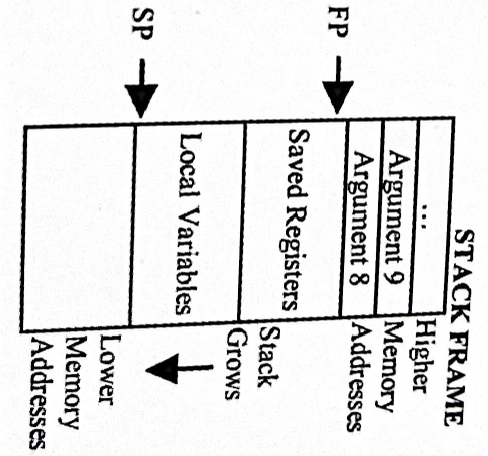 STACK FRAME
...
Argument 9
Argument 8
Saved Registers
Local Variables
FP
SP
Higher
Memory
Addresses
Stack
Grows
Lower
Memory
Addresses